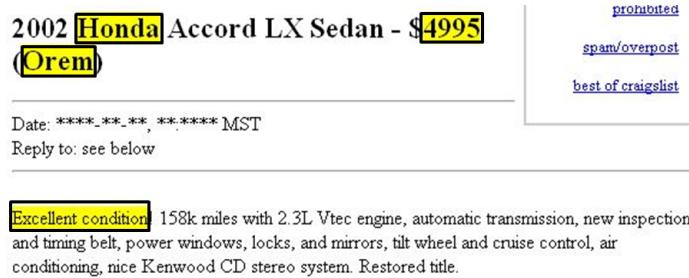 2002 Honda Accord LX Sedan - $4995
(Orem)
prohibited
spam/overpost
best of craigslist
Date: ****-**-**, **:**** MST
Reply to: see below
Excellent condition! 158k miles with 2.3L Vtec engine, automatic transmission, new inspection
and timing belt, power windows, locks, and mirrors, tilt wheel and cruise control, air
conditioning, nice Kenwood CD stereo system. Restored title.